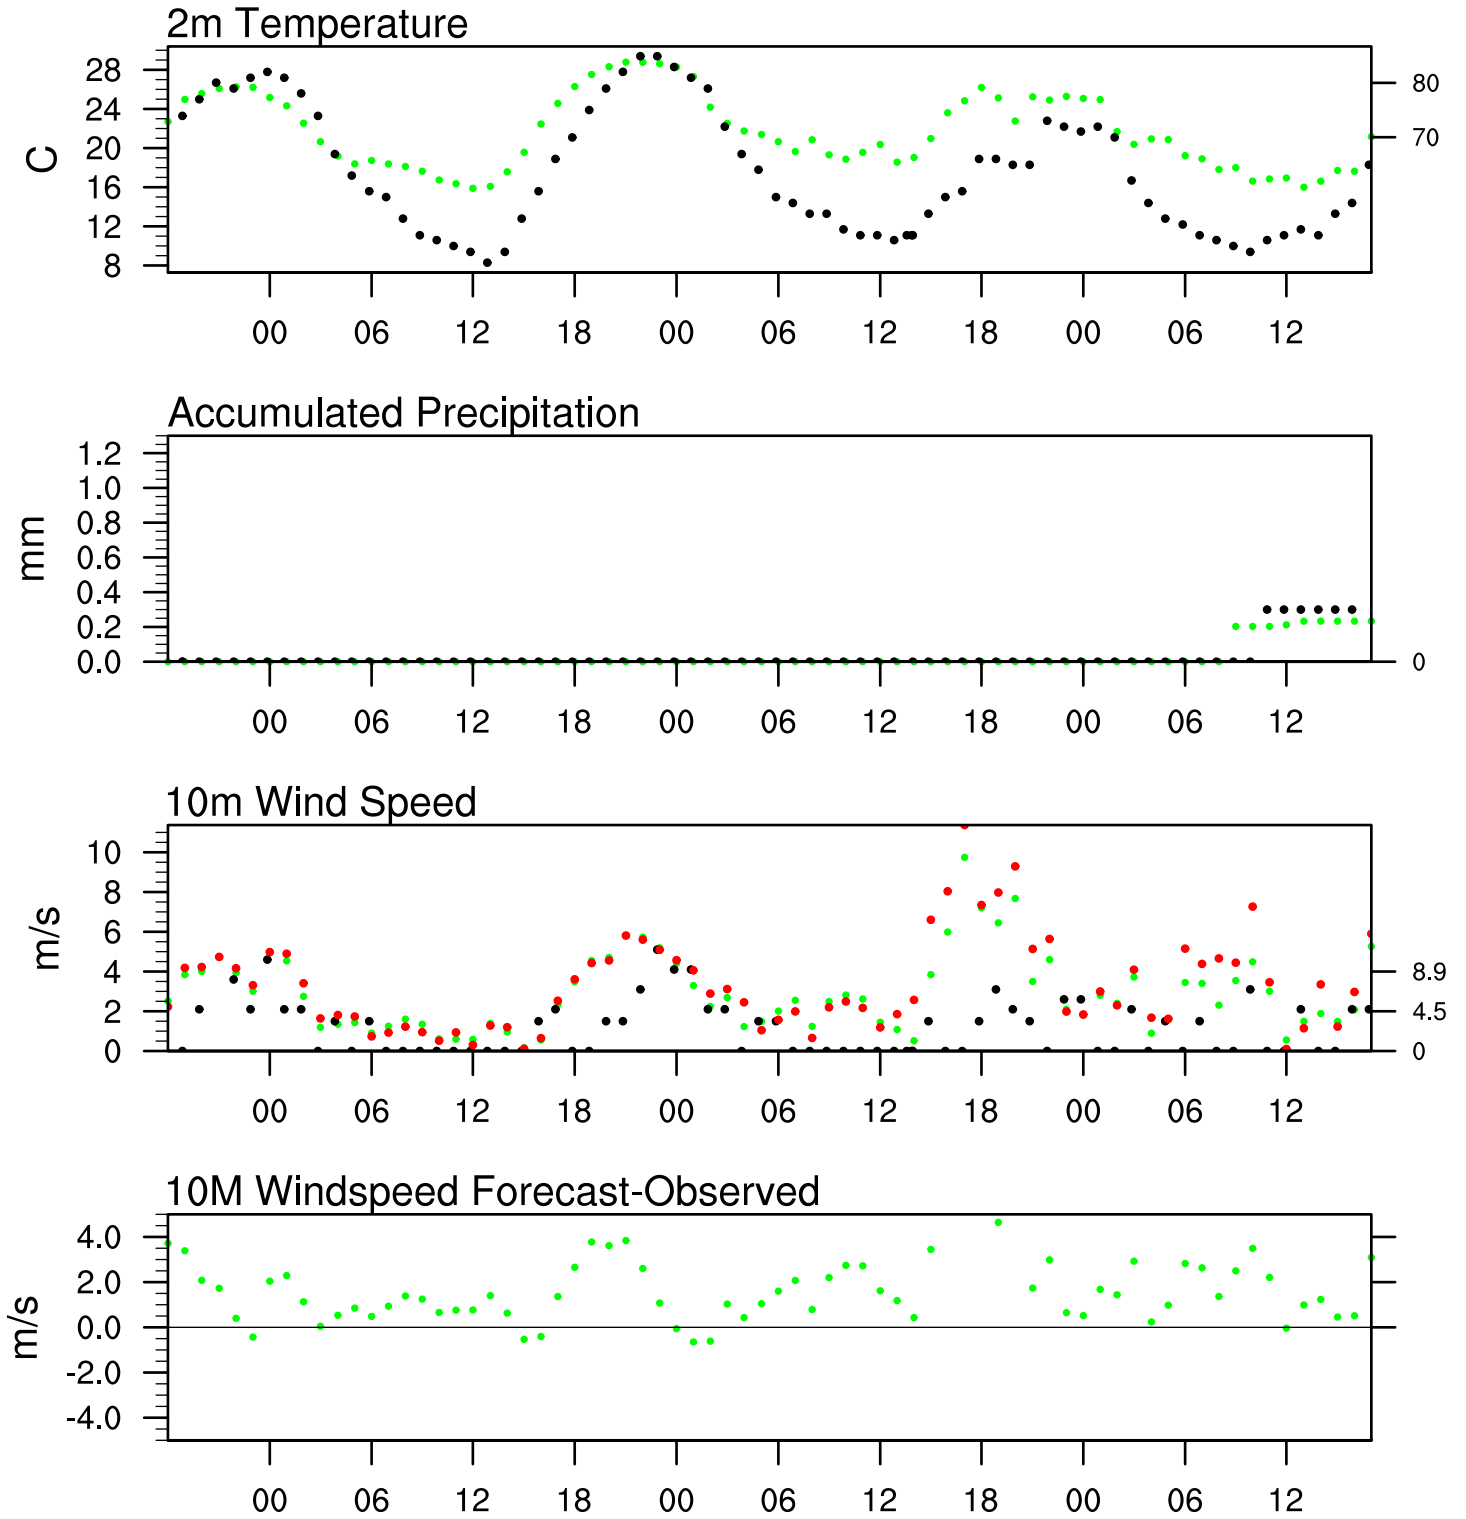 2m Temperature
28
24
20
16
12
8
C
80
70
00 06 12 18 00 06 12 18 00 06 12
Accumulated Precipitation
1.2
1.0
0.8
0.6
0.4
0.2
0.0
mm
0
00 06 12 18 00 06 12 18 00 06 12
10m Wind Speed
10
8
6
4
2
0
m/s
8.9
4.5
0
00 06 12 18 00 06 12 18 00 06 12
10M Windspeed Forecast-Observed
4.0
2.0
0.0
-2.0
-4.0
m/s
00 06 12 18 00 06 12 18 00 06 12